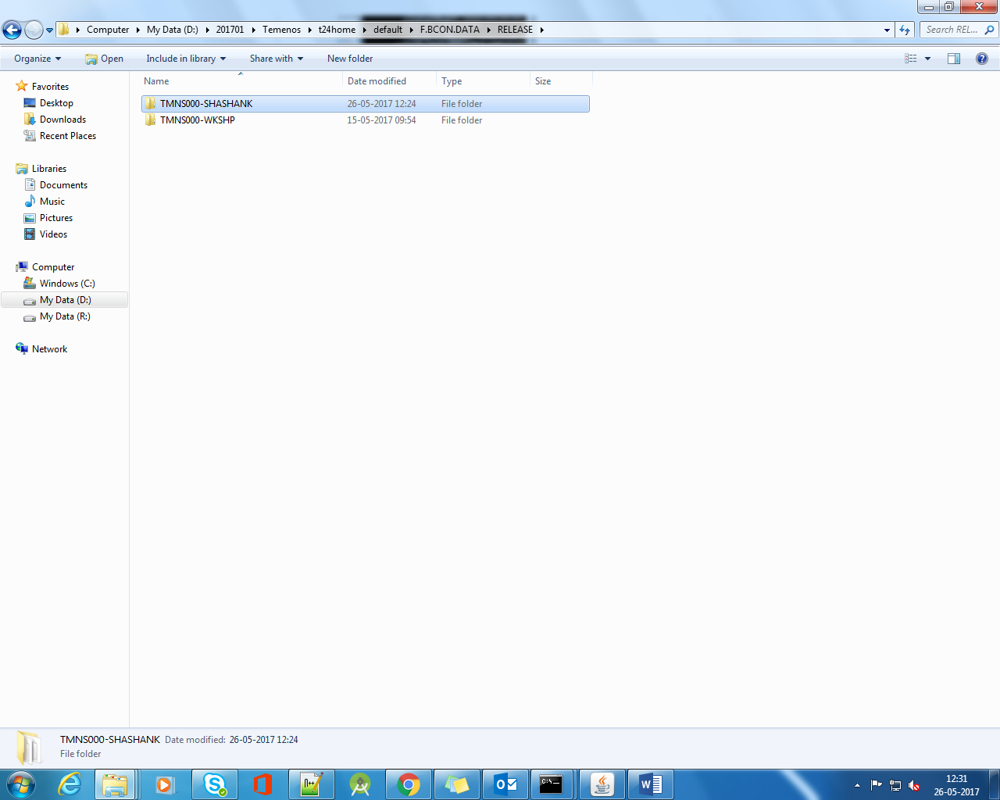 Computer My Data (D:) 201701 Temenos t24home default F.BCON.DATA RELEASE
Search REL...
Organize Open Include in library Share with New folder
Favorites
Desktop
Downloads
Recent Places
Libraries
Documents
Music
Pictures
Videos
Computer
Windows (C:)
My Data (D:)
My Data (R:)
Network
Name Date modified Type Size
TMNS000-SHASHANK 26-05-2017 12:24 File folder
TMNS000-WKSHP 15-05-2017 09:54 File folder
TMNS000-SHASHANK Date modified: 26-05-2017 12:24
File folder
12:31
26-05-2017